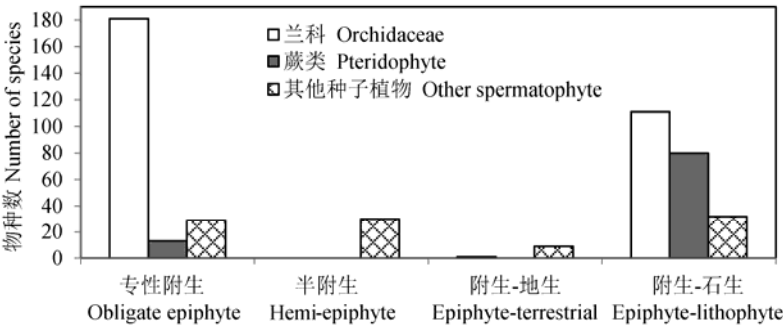 物种数 Number of species
180
160
140
120
100
80
60
40
20
0
兰科 Orchidaceae
蕨类 Pteridophyte
其他种子植物 Other spermatophyte
专性附生
Obligate epiphyte
半附生
Hemi-epiphyte
附生-地生
Epiphyte-terrestrial
附生-石生
Epiphyte-lithophyte